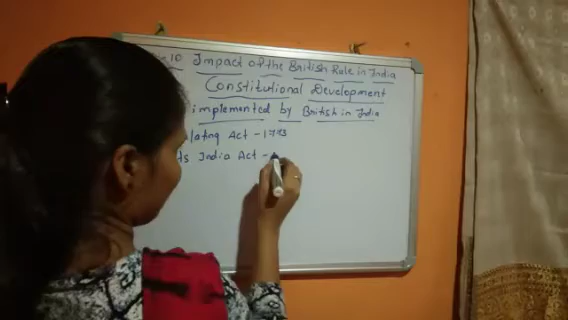 10 Impact of the British Rule in India
Constitutional Development
implemented by British in India
lating Act - 1773
ts India Act -